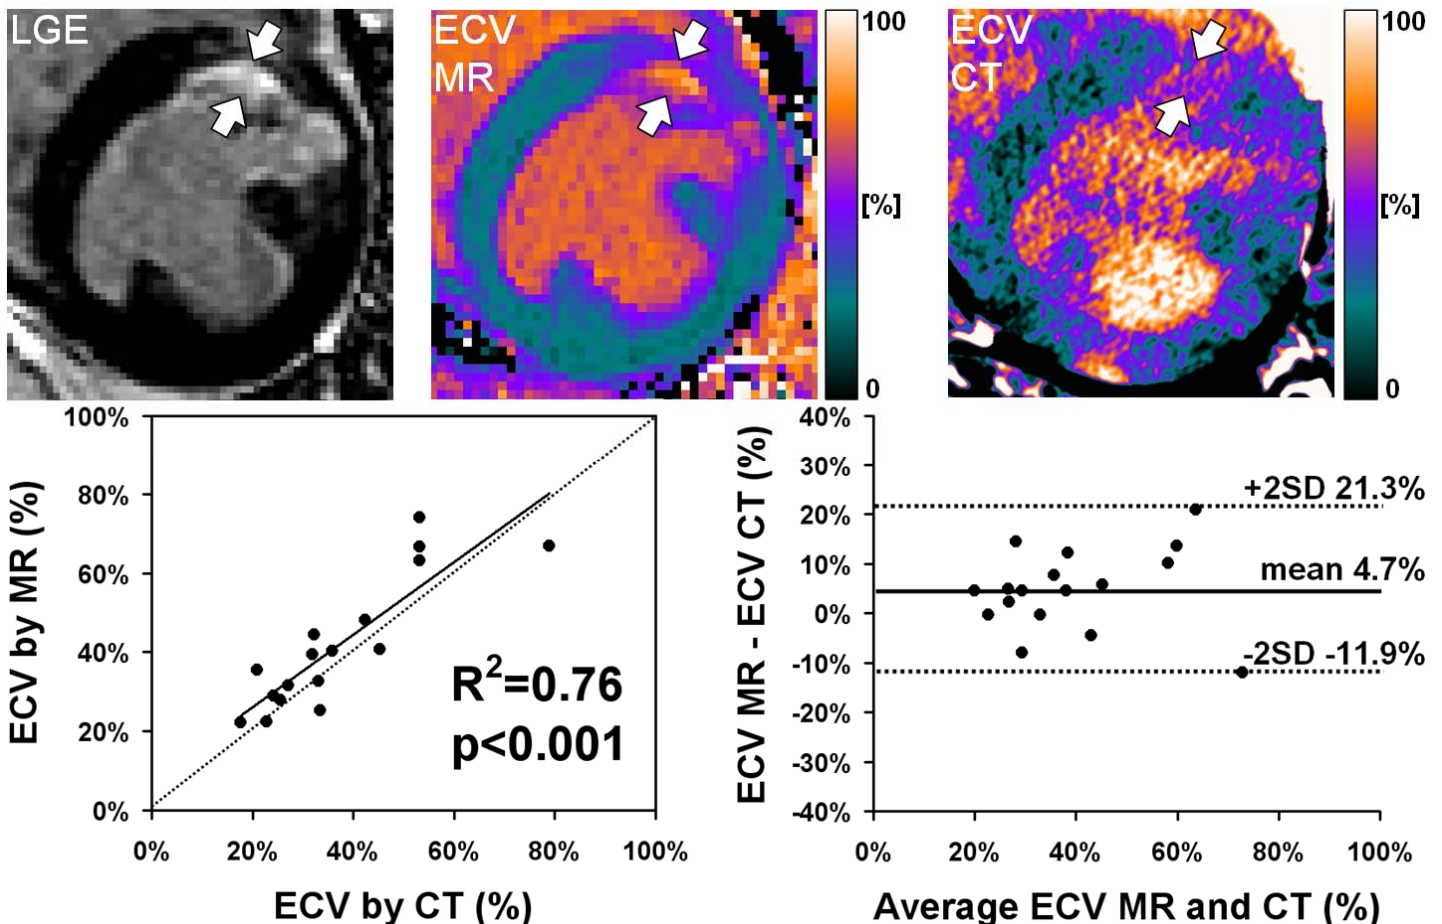 LGE
ECV
MR
100
[%]
0
ECV
CT
100
[%]
0
ECV by MR (%)
100%
80%
60%
40%
20%
0%
R2=0.76
p<0.001
0% 20% 40% 60% 80% 100%
ECV by CT (%)
ECV MR - ECV CT (%)
40%
30%
20%
10%
0%
-10%
-20%
-30%
-40%
+2SD 21.3%
mean 4.7%
-2SD -11.9%
0% 20% 40% 60% 80% 100%
Average ECV MR and CT (%)